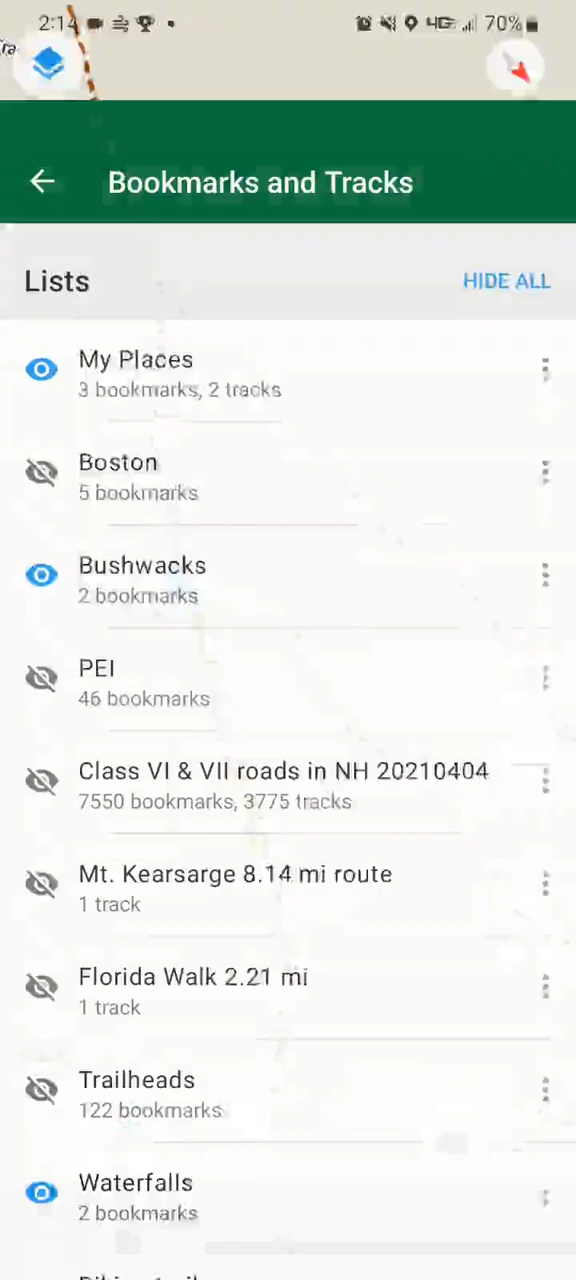 2:14
4G
70%
Bookmarks and Tracks
Lists
HIDE ALL
My Places
3 bookmarks, 2 tracks
Boston
5 bookmarks
Bushwacks
2 bookmarks
PEI
46 bookmarks
Class VI & VII roads in NH 20210404
7550 bookmarks, 3775 tracks
Mt. Kearsarge 8.14 mi route
1 track
Florida Walk 2.21 mi
1 track
Trailheads
122 bookmarks
Waterfalls
2 bookmarks